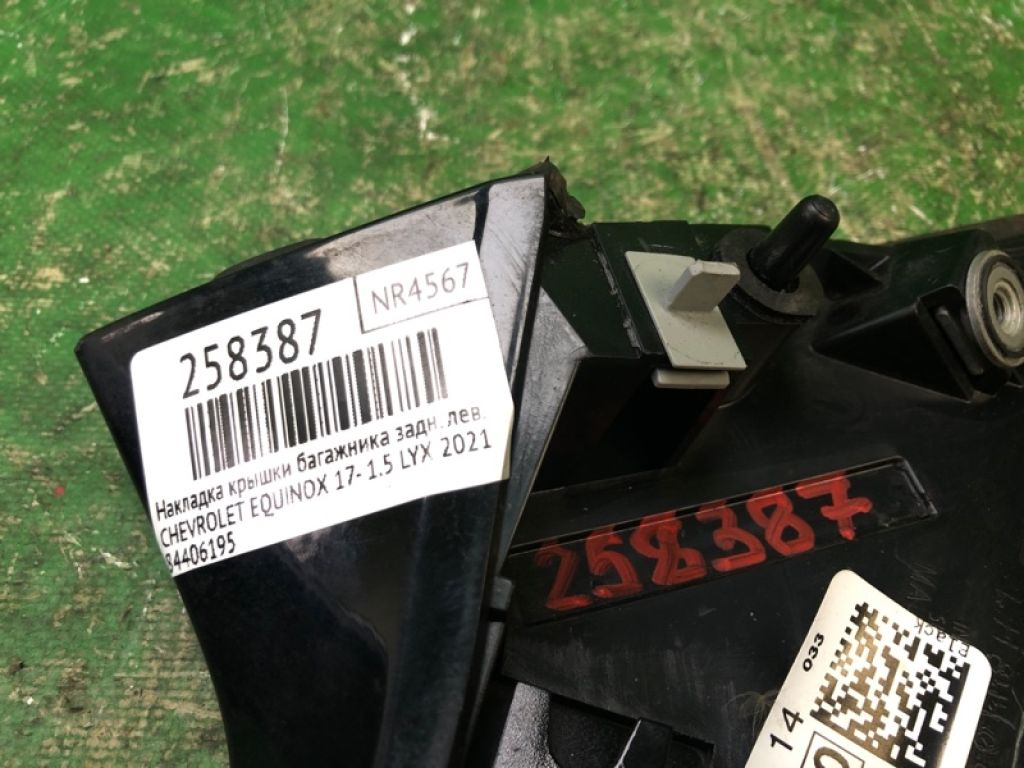 NR4567
258387
Накладка крышки багажника задн. лев.
CHEVROLET EQUINOX 17- 1.5 LYX 2021
84406195
258387
033
14